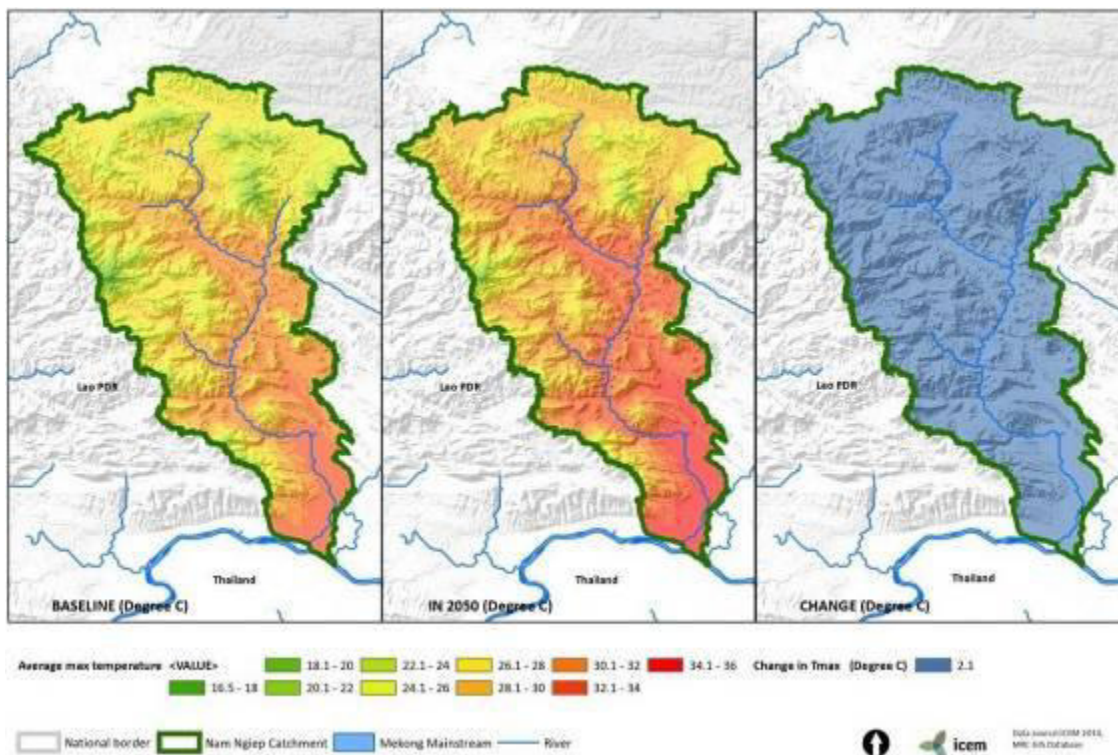 Lao PDR
Thailand
BASELINE (Degree C)
Lao PDR
Thailand
IN 2050 (Degree C)
Lao PDR
Thailand
CHANGE (Degree C)
Average max temperature <VALUE>
16.5 - 18
18.1 - 20
20.1 - 22
22.1 - 24
24.1 - 26
26.1 - 28
28.1 - 30
30.1 - 32
32.1 - 34
34.1 - 36
Change in Tmax (Degree C)
2.1
National border
Nam Ngiep Catchment
Mekong Mainstream
River
icem